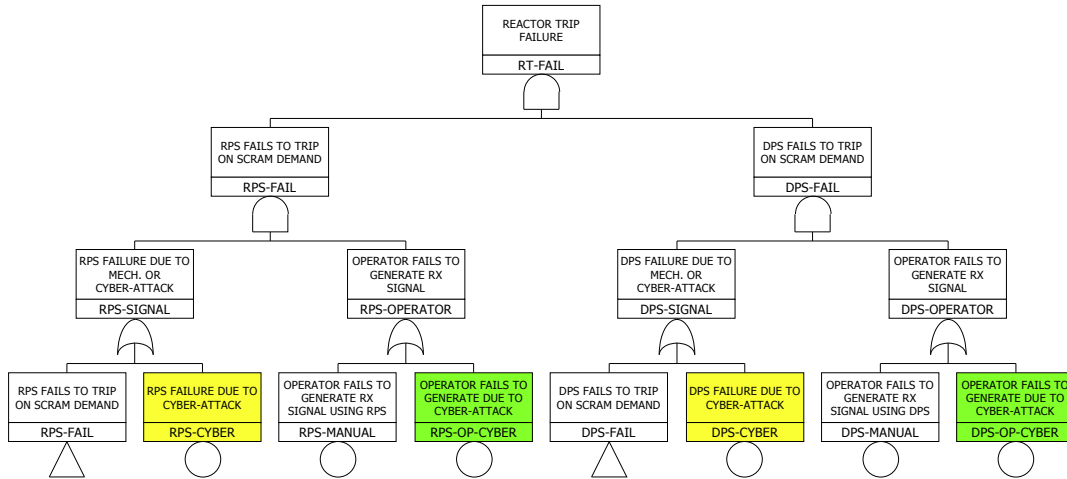 REACTOR TRIP
FAILURE
RT-FAIL
RPS FAILS TO TRIP
ON SCRAM DEMAND
RPS-FAIL
DPS FAILS TO TRIP
ON SCRAM DEMAND
DPS-FAIL
RPS FAILURE DUE TO
MECH. OR
CYBER-ATTACK
RPS-SIGNAL
OPERATOR FAILS TO
GENERATE RX
SIGNAL
RPS-OPERATOR
DPS FAILURE DUE TO
MECH. OR
CYBER-ATTACK
DPS-SIGNAL
OPERATOR FAILS TO
GENERATE RX
SIGNAL
DPS-OPERATOR
RPS FAILS TO TRIP
ON SCRAM DEMAND
RPS-FAIL
RPS FAILURE DUE TO
CYBER-ATTACK
RPS-CYBER
OPERATOR FAILS TO
GENERATE RX
SIGNAL USING RPS
RPS-MANUAL
OPERATOR FAILS TO
GENERATE DUE TO
CYBER-ATTACK
RPS-OP-CYBER
DPS FAILS TO TRIP
ON SCRAM DEMAND
DPS-FAIL
DPS FAILURE DUE TO
CYBER-ATTACK
DPS-CYBER
OPERATOR FAILS TO
GENERATE RX
SIGNAL USING DPS
DPS-MANUAL
OPERATOR FAILS TO
GENERATE DUE TO
CYBER-ATTACK
DPS-OP-CYBER